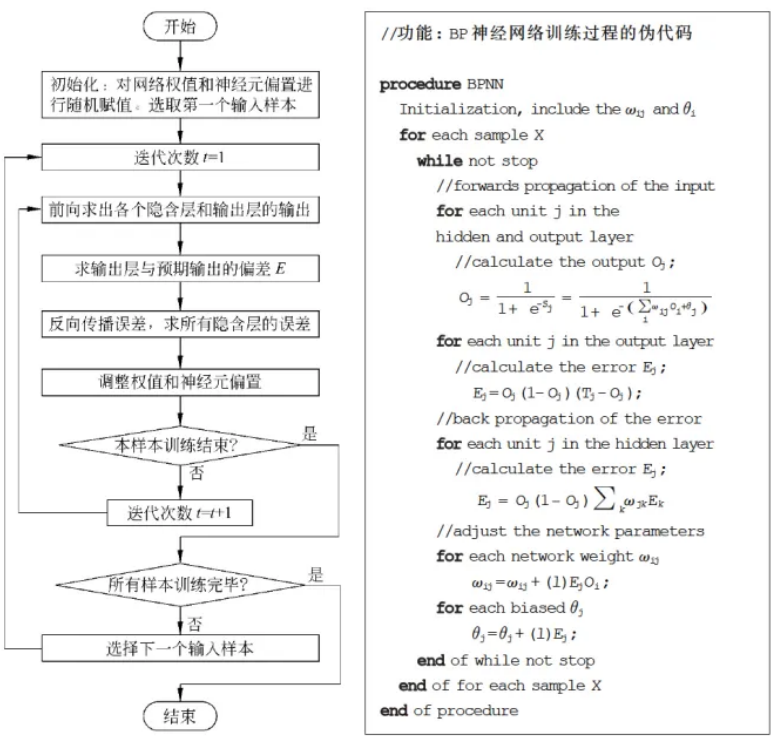 开始
初始化：对网络权值和神经元偏置进
行随机赋值。选取第一个输入样本
迭代次数t=1
前向求出各个隐含层和输出层的输出
求输出层与预期输出的偏差E
反向传播误差，求所有隐含层的误差
调整权值和神经元偏置
本样本训练结束?
是
否
迭代次数t=t+1
所有样本训练完毕?
是
否
选择下一个输入样本
结束
//功能：BP神经网络训练过程的伪代码
procedure BPNN
Initialization, include the ωij and θi
for each sample X
while not stop
//forwards propagation of the input
for each unit j in the
hidden and output layer
//calculate the output Oj;
Oj = 1/(1+ e^-Sj) = 1/(1+ e^-(∑i ωijOi+θj))
for each unit j in the output layer
//calculate the error Ej;
Ej=Oj(1-Oj)(Tj-Oj);
//back propagation of the error
for each unit j in the hidden layer
//calculate the error Ej;
Ej = Oj(1-Oj)∑k ωjkEk
//adjust the network parameters
for each network weight ωij
ωij=ωij+(l)EjOi;
for each biased θj
θj=θj+(l)Ej;
end of while not stop
end of for each sample X
end of procedure